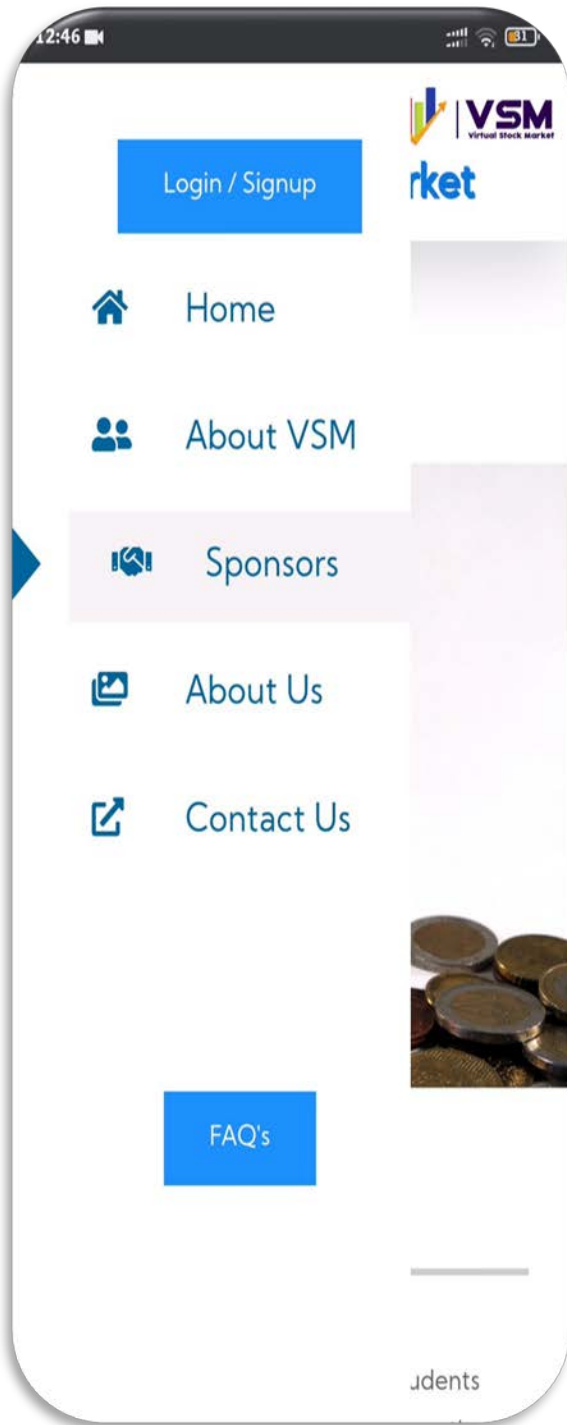 12:46
31
VSM
Virtual Stock Market
rket
Login / Signup
Home
About VSM
Sponsors
About Us
Contact Us
FAQ's
udents